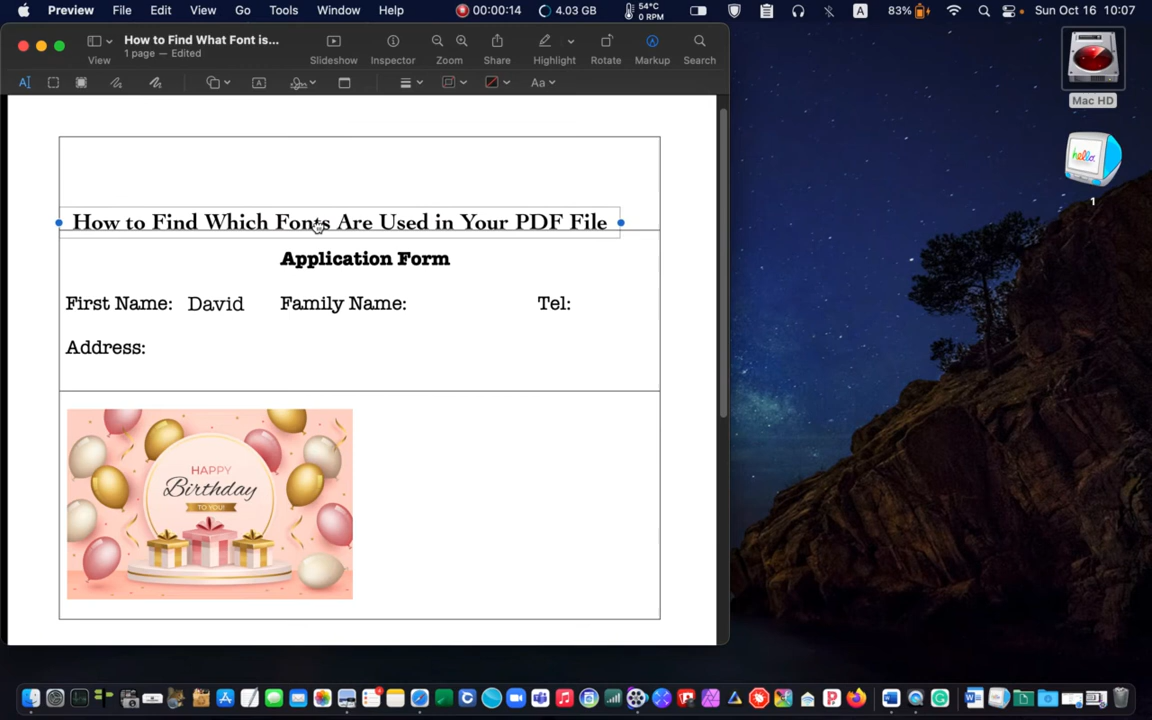 Preview File Edit View Go Tools Window Help 00:00:14 4.03 GB 54°C 0 RPM A 83% Sun Oct 16 10:07
How to Find What Font is...
1 page — Edited
View Slideshow Inspector Zoom Share Highlight Rotate Markup Search
A Aa
Mac HD
hello.
1
How to Find Which Fonts Are Used in Your PDF File
Application Form
First Name: David Family Name: Tel:
Address:
HAPPY
Birthday
TO YOU!